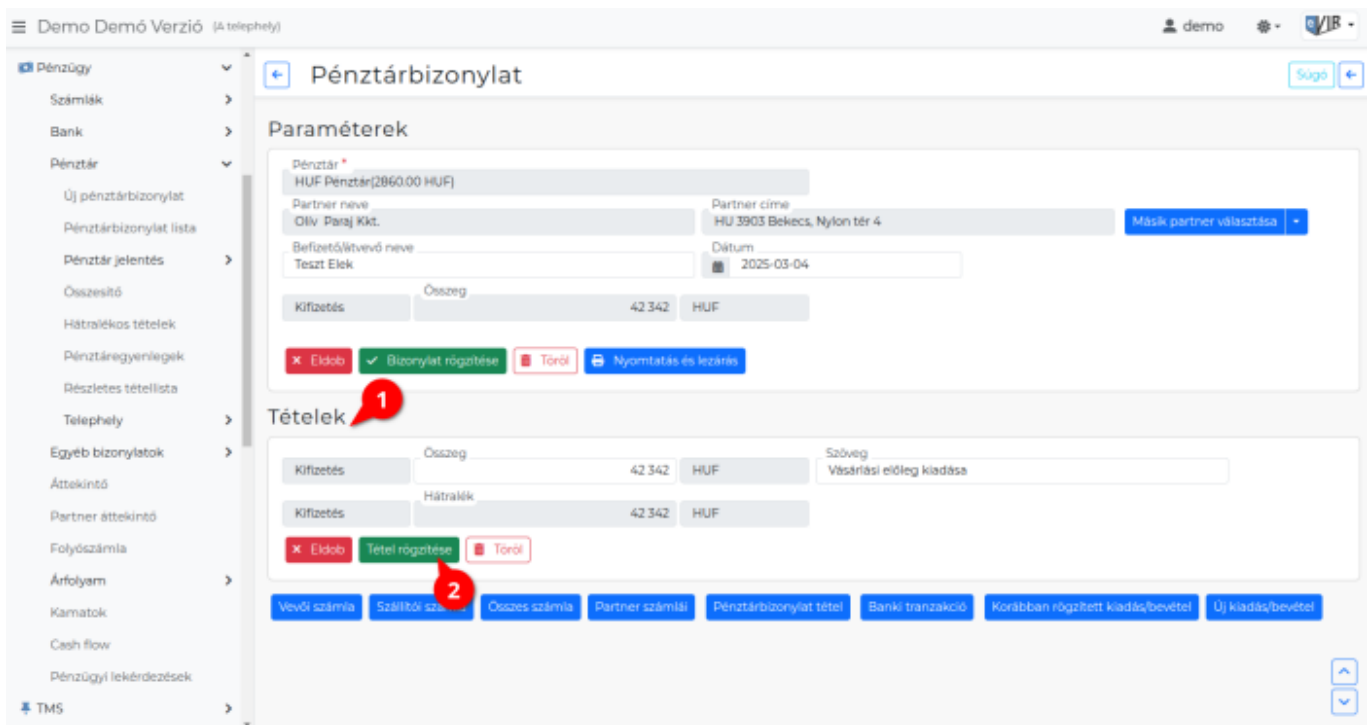 Demo Demó Verzió (A telephely)
demo
VIR
Pénzügy
Számlák
Bank
Pénztár
Új pénztárbizonylat
Pénztárbizonylat lista
Pénztár jelentés
Összesítő
Hátralékos tételek
Pénztáregyenlegek
Részletes tétellista
Telephely
Egyéb bizonylatok
Áttekintő
Partner áttekintő
Folyószámla
Árfolyam
Kamatok
Cash flow
Pénzügyi lekérdezések
TMS
Pénztárbizonylat
Súgó
Paraméterek
Pénztár *
HUF Pénztár(2860.00 HUF)
Partner neve
Partner címe
Olív Paraj Kkt.
HU 3903 Bekecs, Nylon tér 4
Másik partner választása
Befizető/átvevő neve
Dátum
Teszt Elek
2025-03-04
Összeg
Kifizetés 42 342 HUF
Eldob Bizonylat rögzítése Töröl Nyomtatás és lezárás
1
Tételek
Összeg
Szöveg
Kifizetés 42 342 HUF Vásárlási előleg kiadása
Hátralék
Kifizetés 42 342 HUF
Eldob Tétel rögzítése Töröl
2
Vevői számla Szállítói Összes számla Partner számlái Pénztárbizonylat tétel Banki tranzakció Korábban rögzített kiadás/bevétel Új kiadás/bevétel